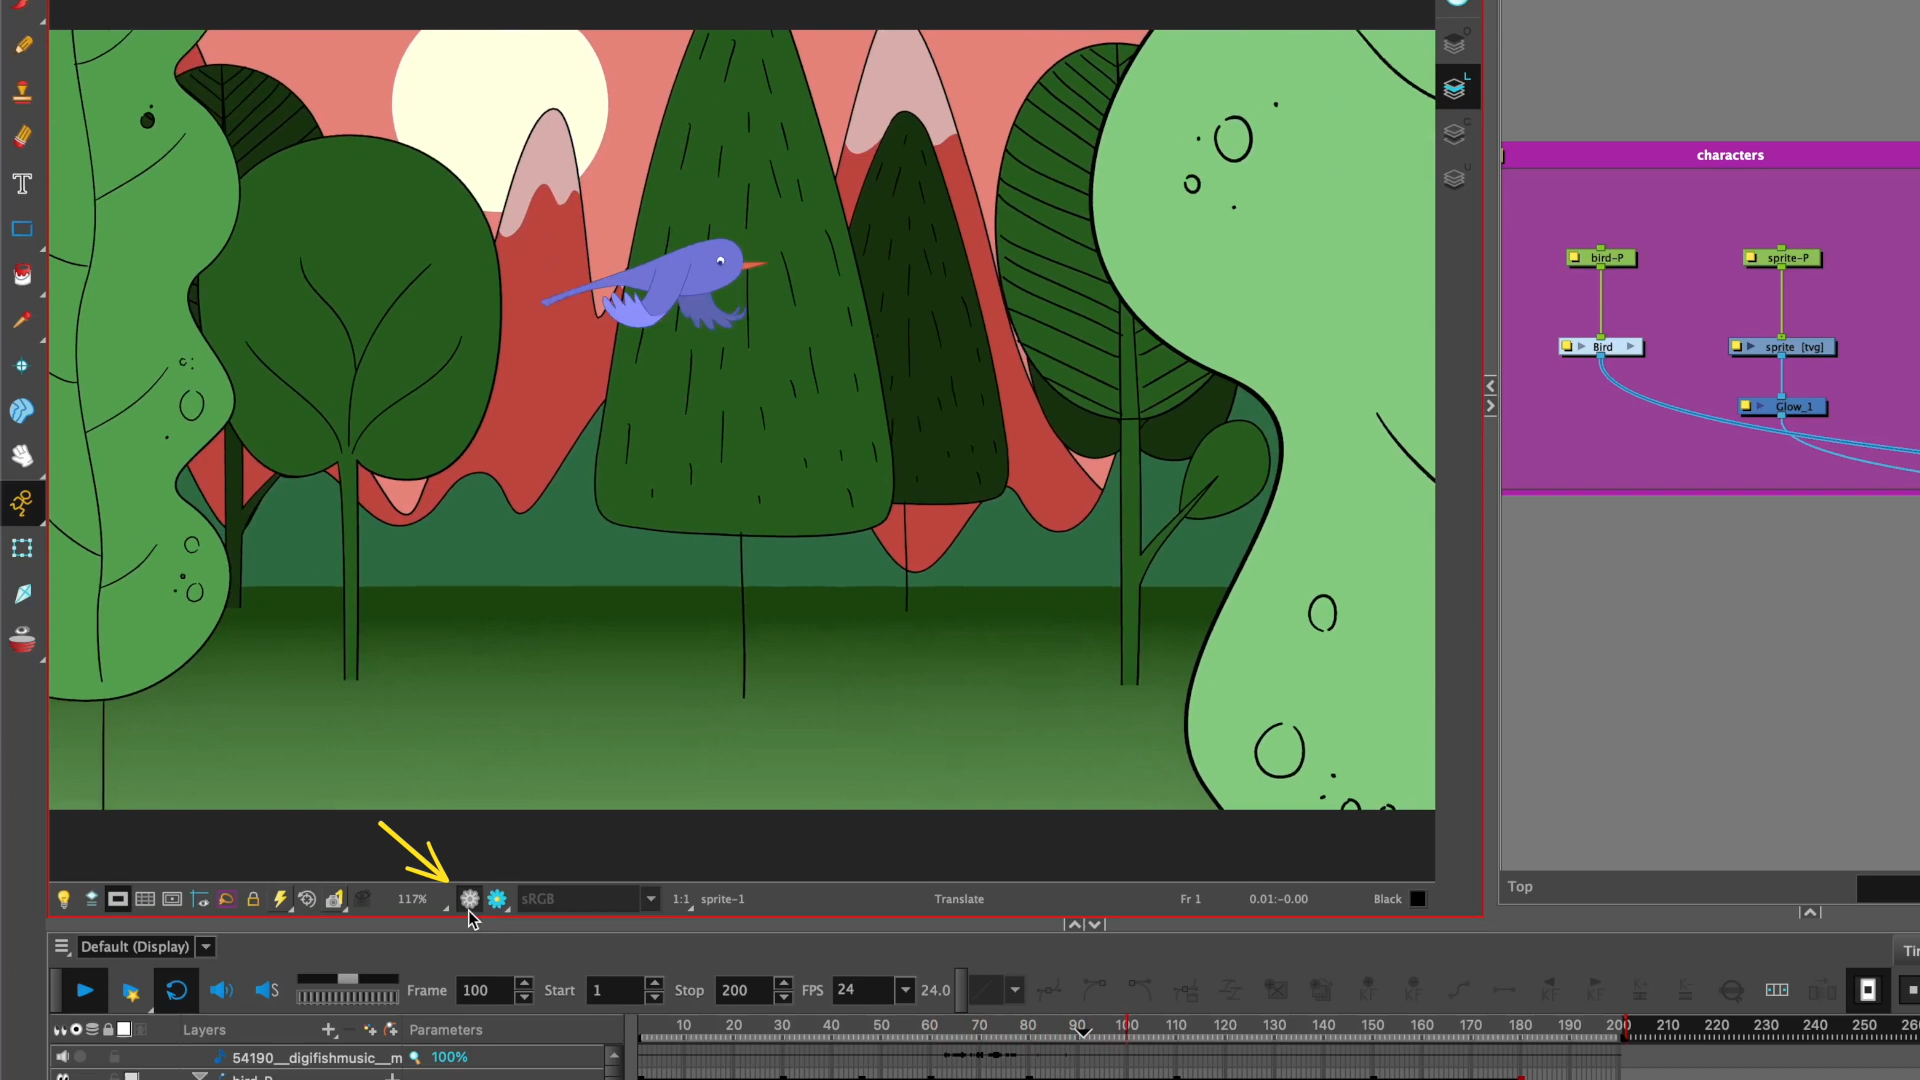 characters
bird-P
sprite-P
Bird
sprite [tvg]
Glow_1
117%
sRGB
1:1 sprite-1
Translate
Fr 1
0.01:-0.00
Black
Top
Default (Display)
Frame 100 Start 1 Stop 200 FPS 24 24.0
Layers
Parameters
10 20 30 40 50 60 70 80 90 100 110 120 130 140 150 160 170 180 190 200 210 220 230 240 250
54190__digifishmusic__m 100%
bird-P